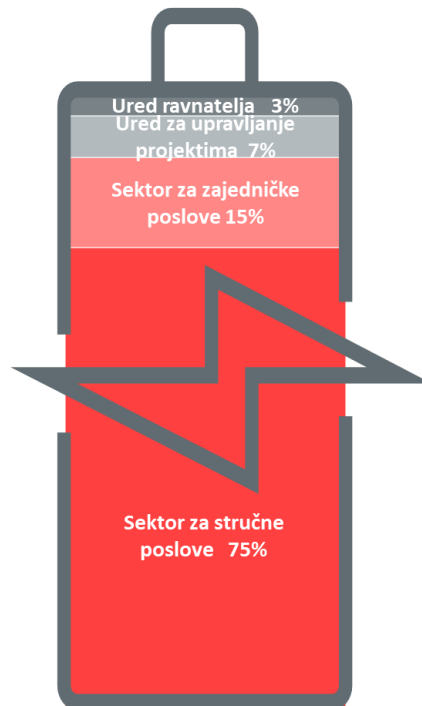 Ured ravnatelja 3%
Ured za upravljanje
projektima 7%
Sektor za zajedničke
poslove 15%
Sektor za stručne
poslove 75%